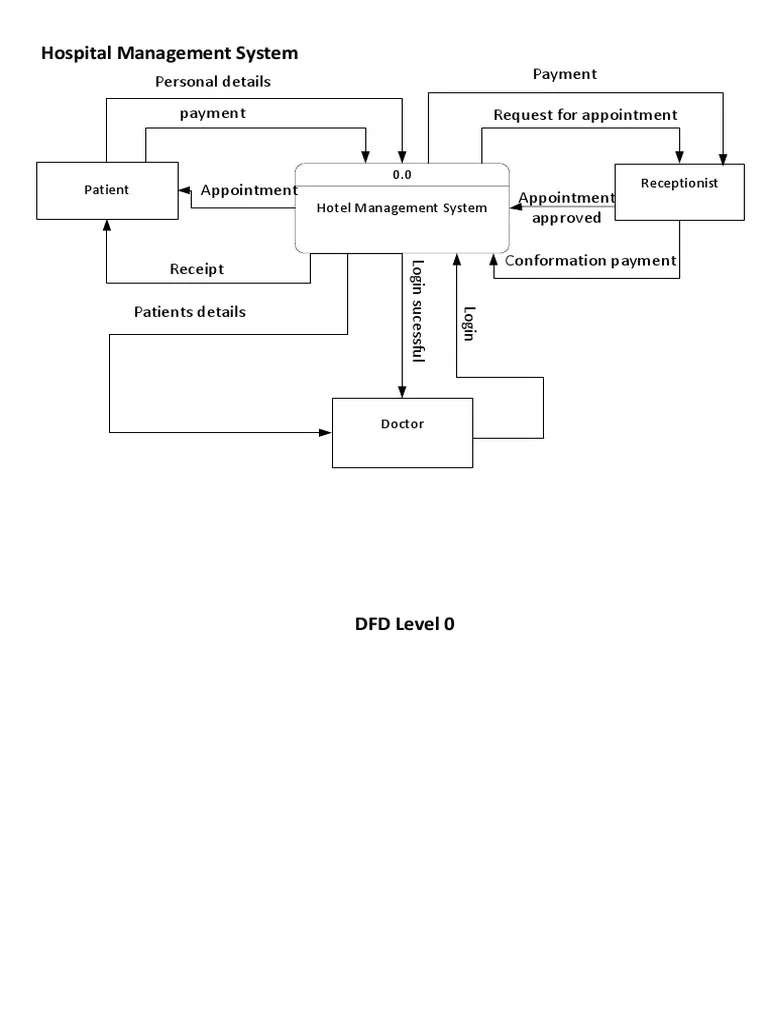 Hospital Management System
Payment
Personal details
payment
Request for appointment
0.0
Patient
Appointment
Hotel Management System
Receptionist
Appointment
approved
Receipt
Conformation payment
Login sucessful
Login
Patients details
Doctor
DFD Level 0